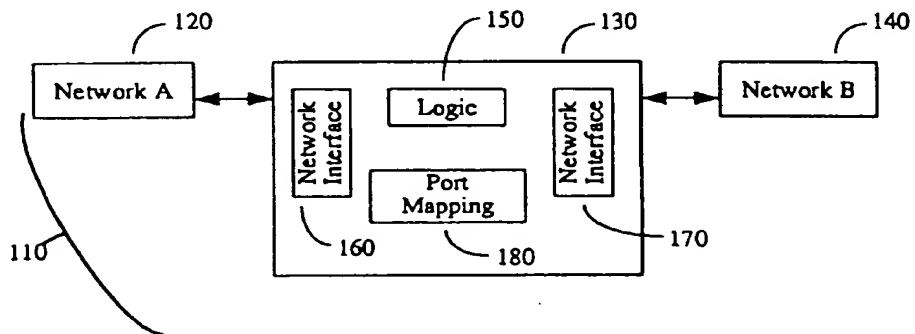 120
150
130
140
Network A
Logic
Network B
Network
Interface
Network
Interface
Port
Mapping
110
160
180
170